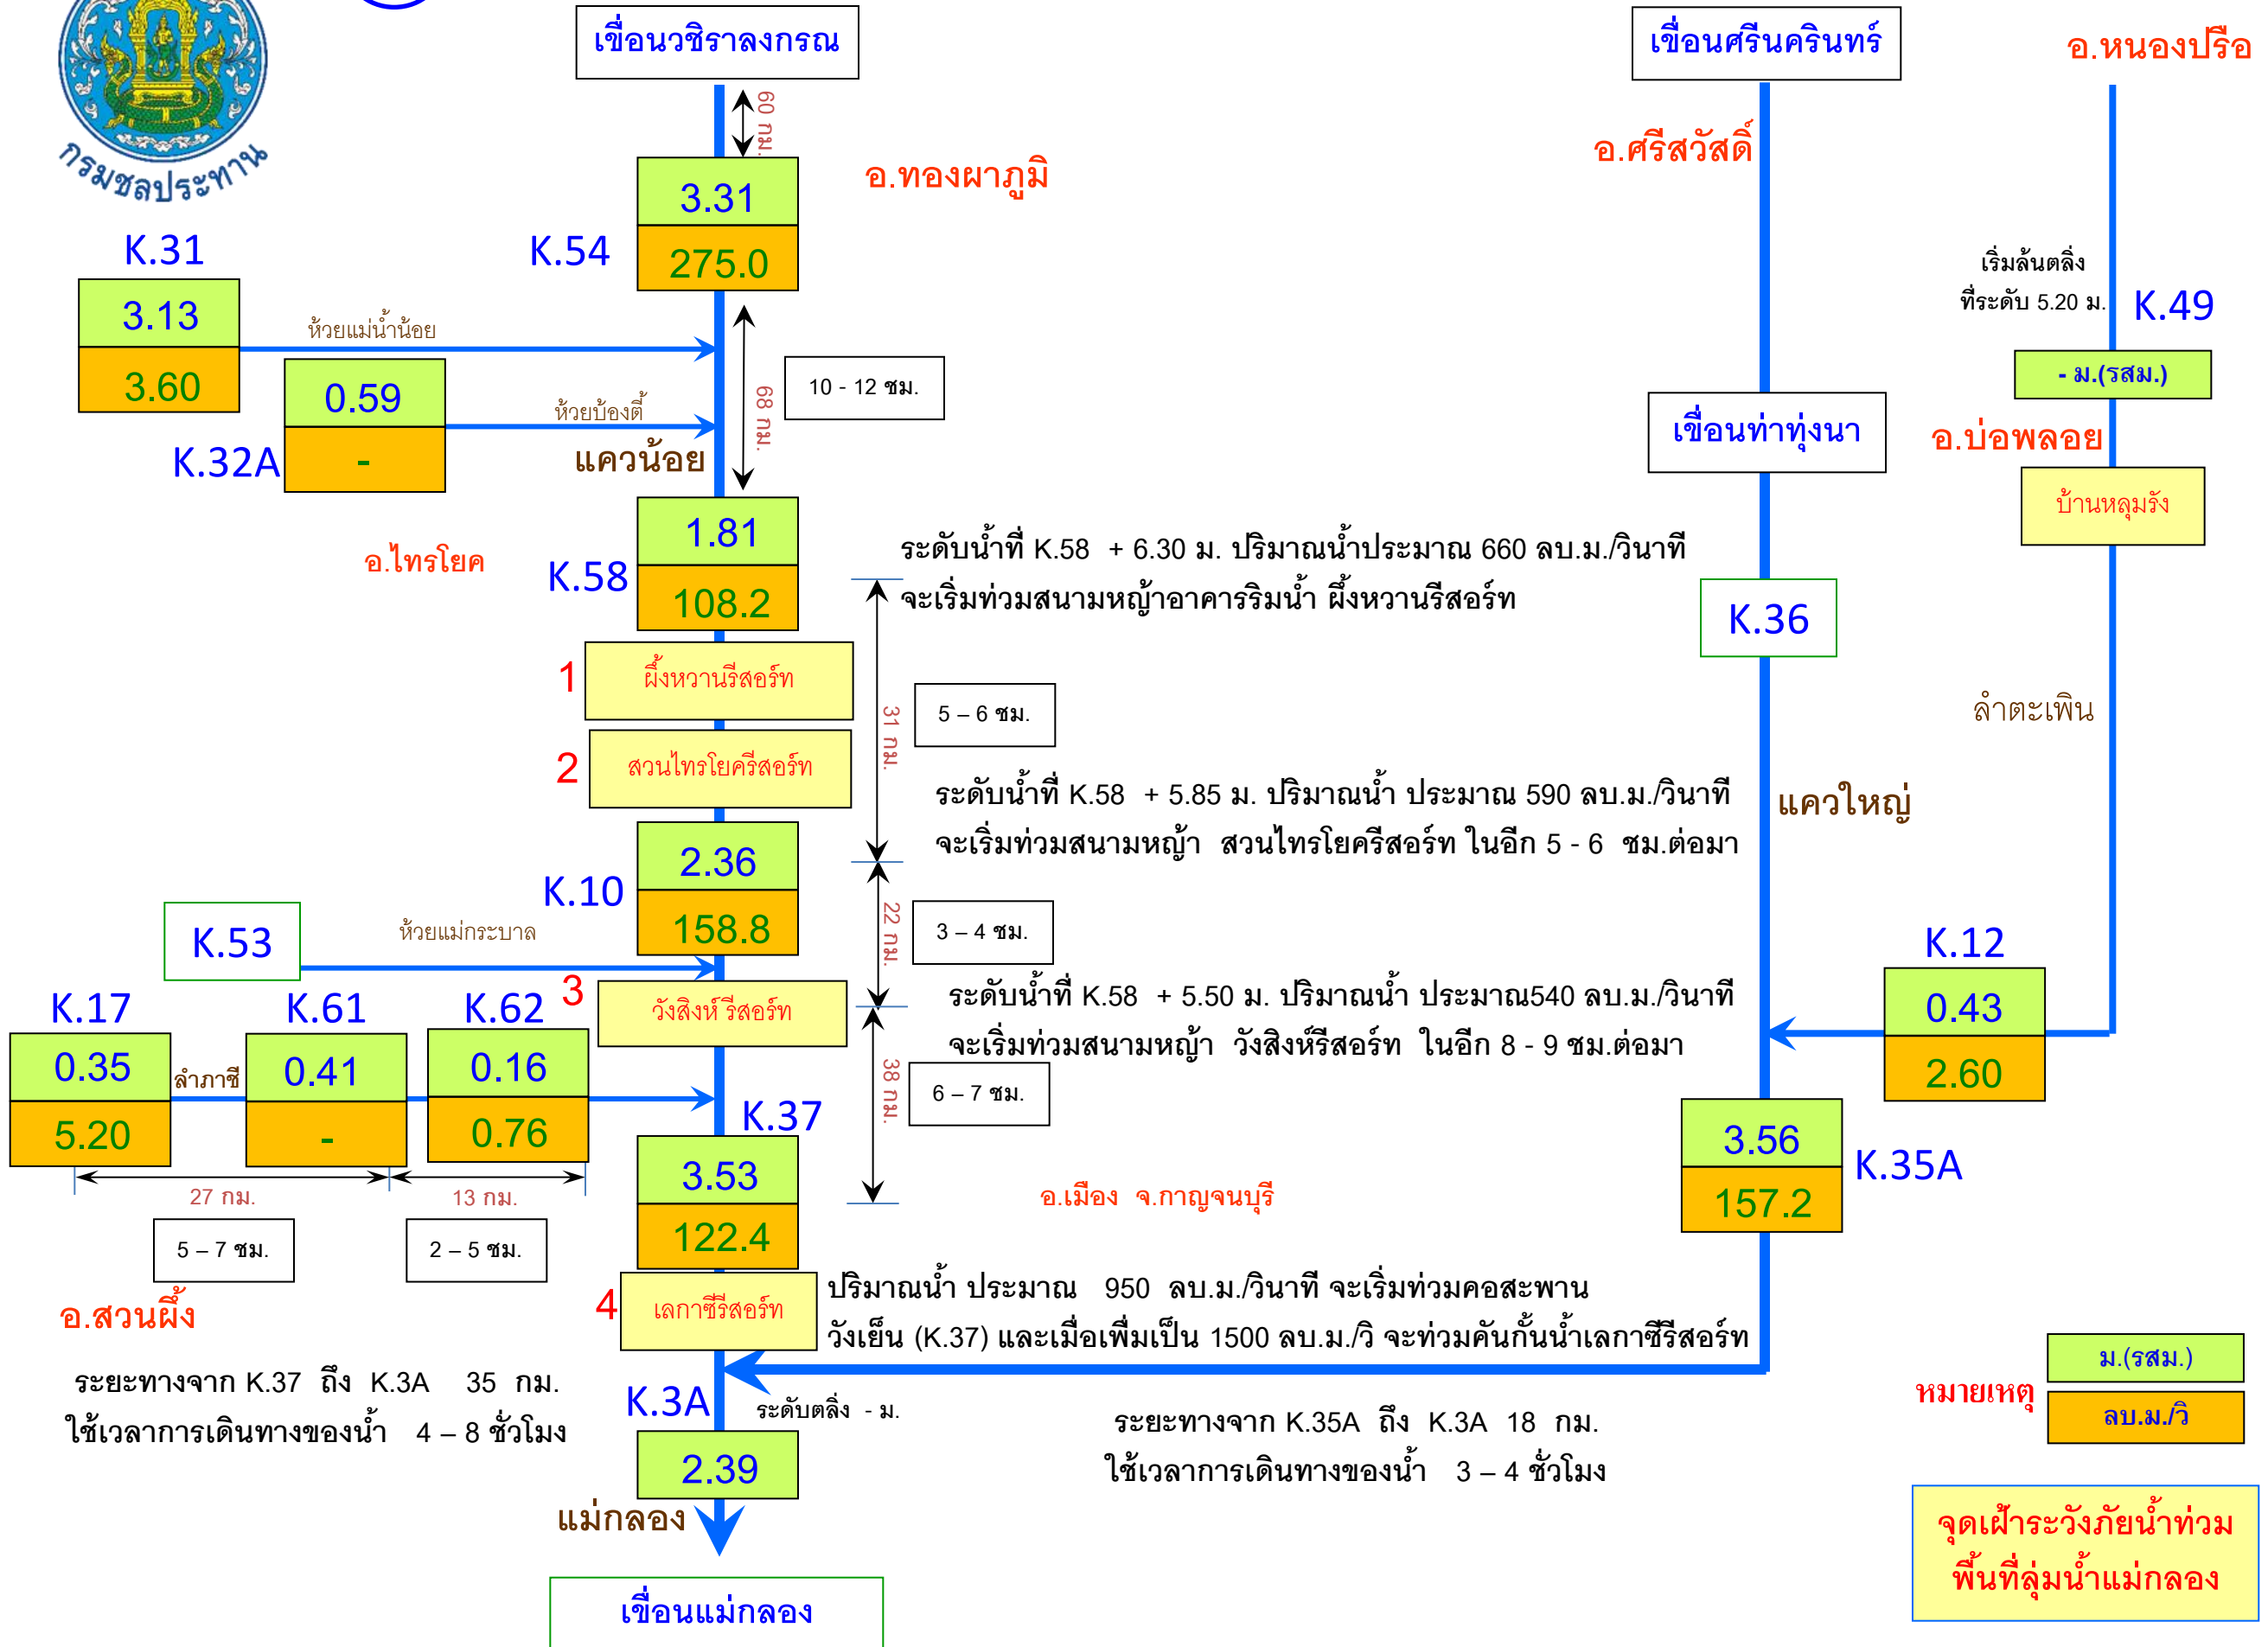 เขื่อนวชิราลงกรณ
เขื่อนศรีนครินทร์
อ.หนองปรือ
กรมชลประทาน
60 กม.
อ.ศรีสวัสดิ์
อ.ทองผาภูมิ
3.31
K.54
275.0
K.31
3.13
3.60
ห้วยแม่น้ำน้อย
เริ่มล้นตลิ่ง
ที่ระดับ 5.20 ม.
K.49
- ม.(รสม.)
0.59
-
K.32A
ห้วยบ้องตี้
แควน้อย
68 กม.
10 - 12 ชม.
เขื่อนท่าทุ่งนา
อ.บ่อพลอย
บ้านหลุมรัง
อ.ไทรโยค
K.58
1.81
108.2
ระดับน้ำที่ K.58 + 6.30 ม. ปริมาณน้ำประมาณ 660 ลบ.ม./วินาที
จะเริ่มท่วมสนามหญ้าอาคารริมน้ำ ผึ้งหวานรีสอร์ท
K.36
1
ผึ้งหวานรีสอร์ท
31 กม.
5 – 6 ชม.
ลำตะเพิน
2
สวนไทรโยครีสอร์ท
ระดับน้ำที่ K.58 + 5.85 ม. ปริมาณน้ำ ประมาณ 590 ลบ.ม./วินาที
จะเริ่มท่วมสนามหญ้า สวนไทรโยครีสอร์ท ในอีก 5 - 6 ชม.ต่อมา
แควใหญ่
K.10
2.36
158.8
22 กม.
3 – 4 ชม.
K.53
ห้วยแม่กระบาล
K.12
0.43
2.60
3
วังสิงห์ รีสอร์ท
ระดับน้ำที่ K.58 + 5.50 ม. ปริมาณน้ำ ประมาณ540 ลบ.ม./วินาที
จะเริ่มท่วมสนามหญ้า วังสิงห์รีสอร์ท ในอีก 8 - 9 ชม.ต่อมา
K.17
0.35
5.20
ลำภาชี
K.61
0.41
-
K.62
0.16
0.76
38 กม.
6 – 7 ชม.
K.37
3.53
122.4
3.56
157.2
K.35A
27 กม.
13 กม.
5 – 7 ชม.
2 – 5 ชม.
อ.เมือง จ.กาญจนบุรี
อ.สวนผึ้ง
4
เลกาซีรีสอร์ท
ปริมาณน้ำ ประมาณ 950 ลบ.ม./วินาที จะเริ่มท่วมคอสะพาน
วังเย็น (K.37) และเมื่อเพิ่มเป็น 1500 ลบ.ม./วิ จะท่วมคันกั้นน้ำเลกาซีรีสอร์ท
ระยะทางจาก K.37 ถึง K.3A 35 กม.
ใช้เวลาการเดินทางของน้ำ 4 – 8 ชั่วโมง
K.3A
ระดับตลิ่ง - ม.
2.39
ระยะทางจาก K.35A ถึง K.3A 18 กม.
ใช้เวลาการเดินทางของน้ำ 3 – 4 ชั่วโมง
หมายเหตุ
ม.(รสม.)
ลบ.ม./วิ
แม่กลอง
จุดเฝ้าระวังภัยน้ำท่วม
พื้นที่ลุ่มน้ำแม่กลอง
เขื่อนแม่กลอง